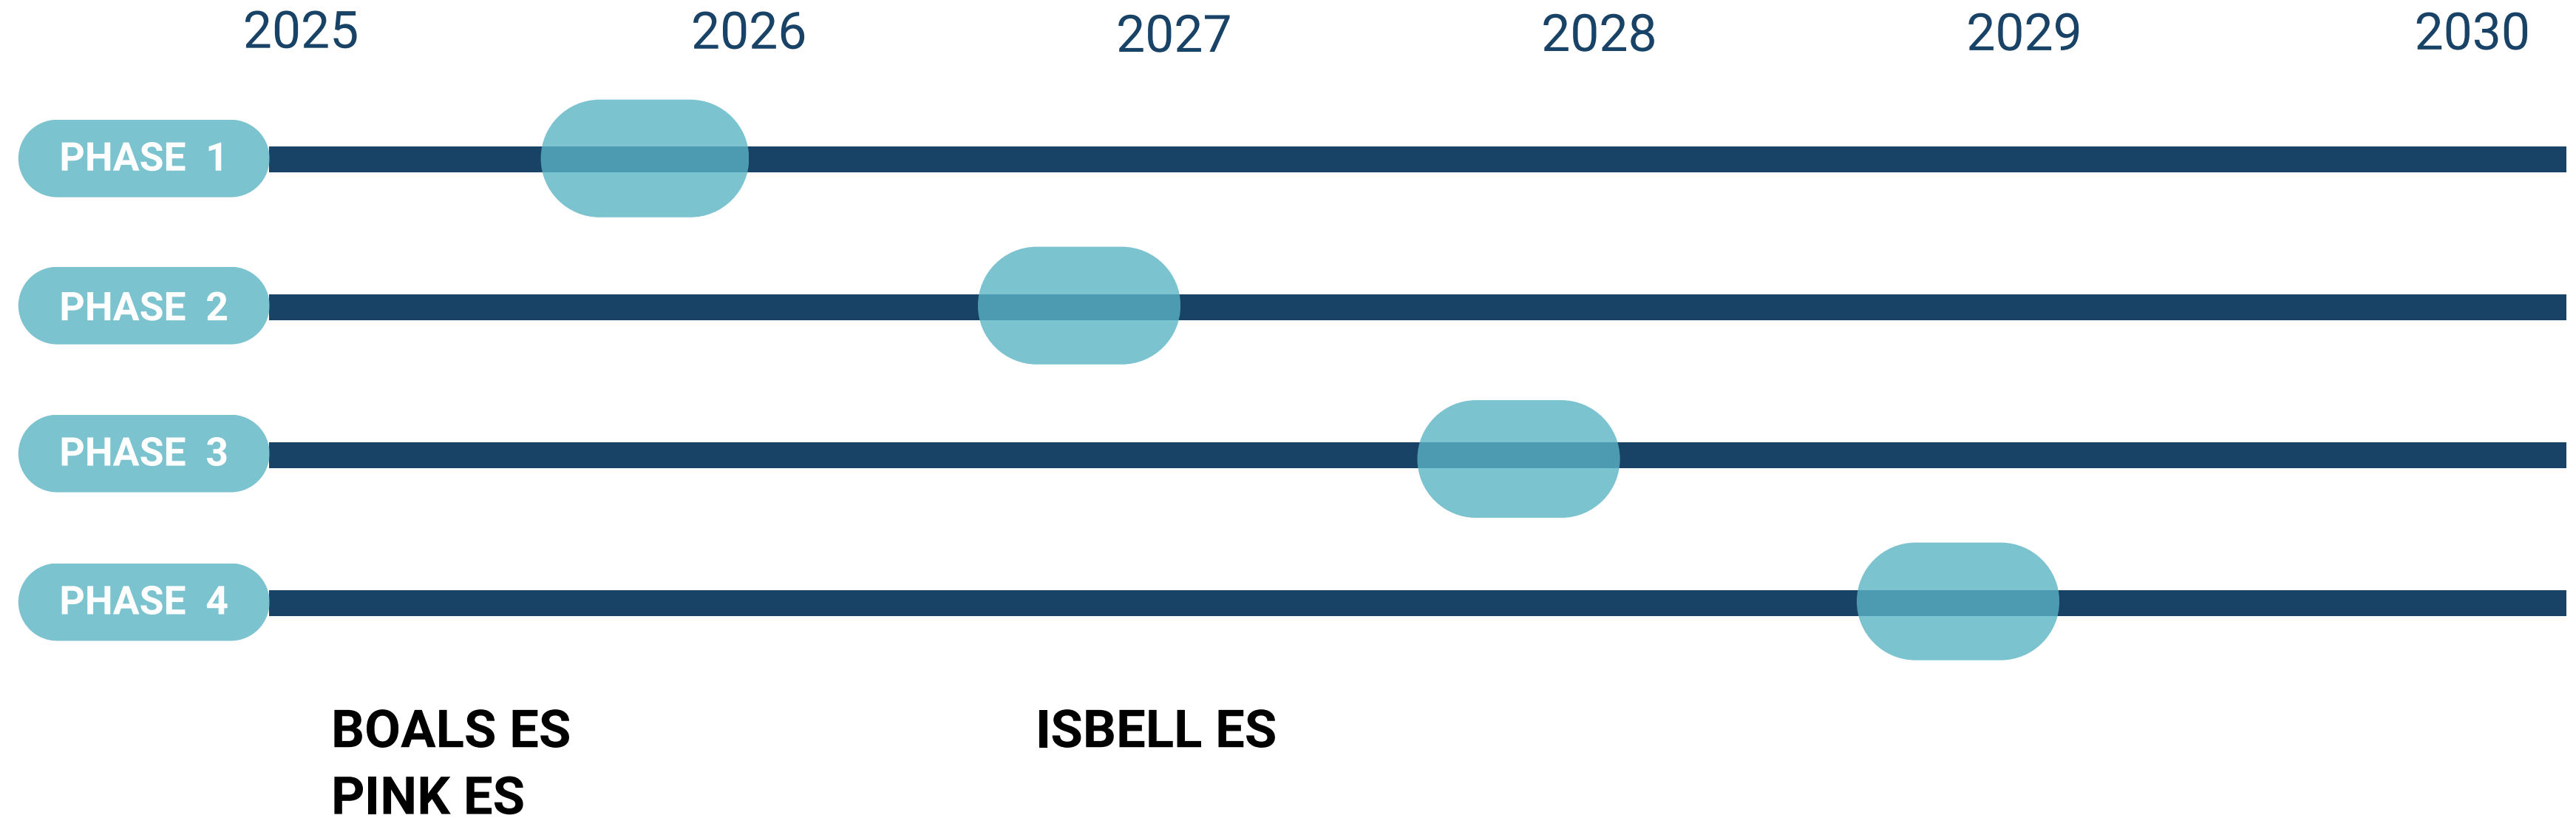 2025 2026 2027 2028 2029 2030
PHASE 1
PHASE 2
PHASE 3
PHASE 4
BOALS ES ISBELL ES
PINK ES